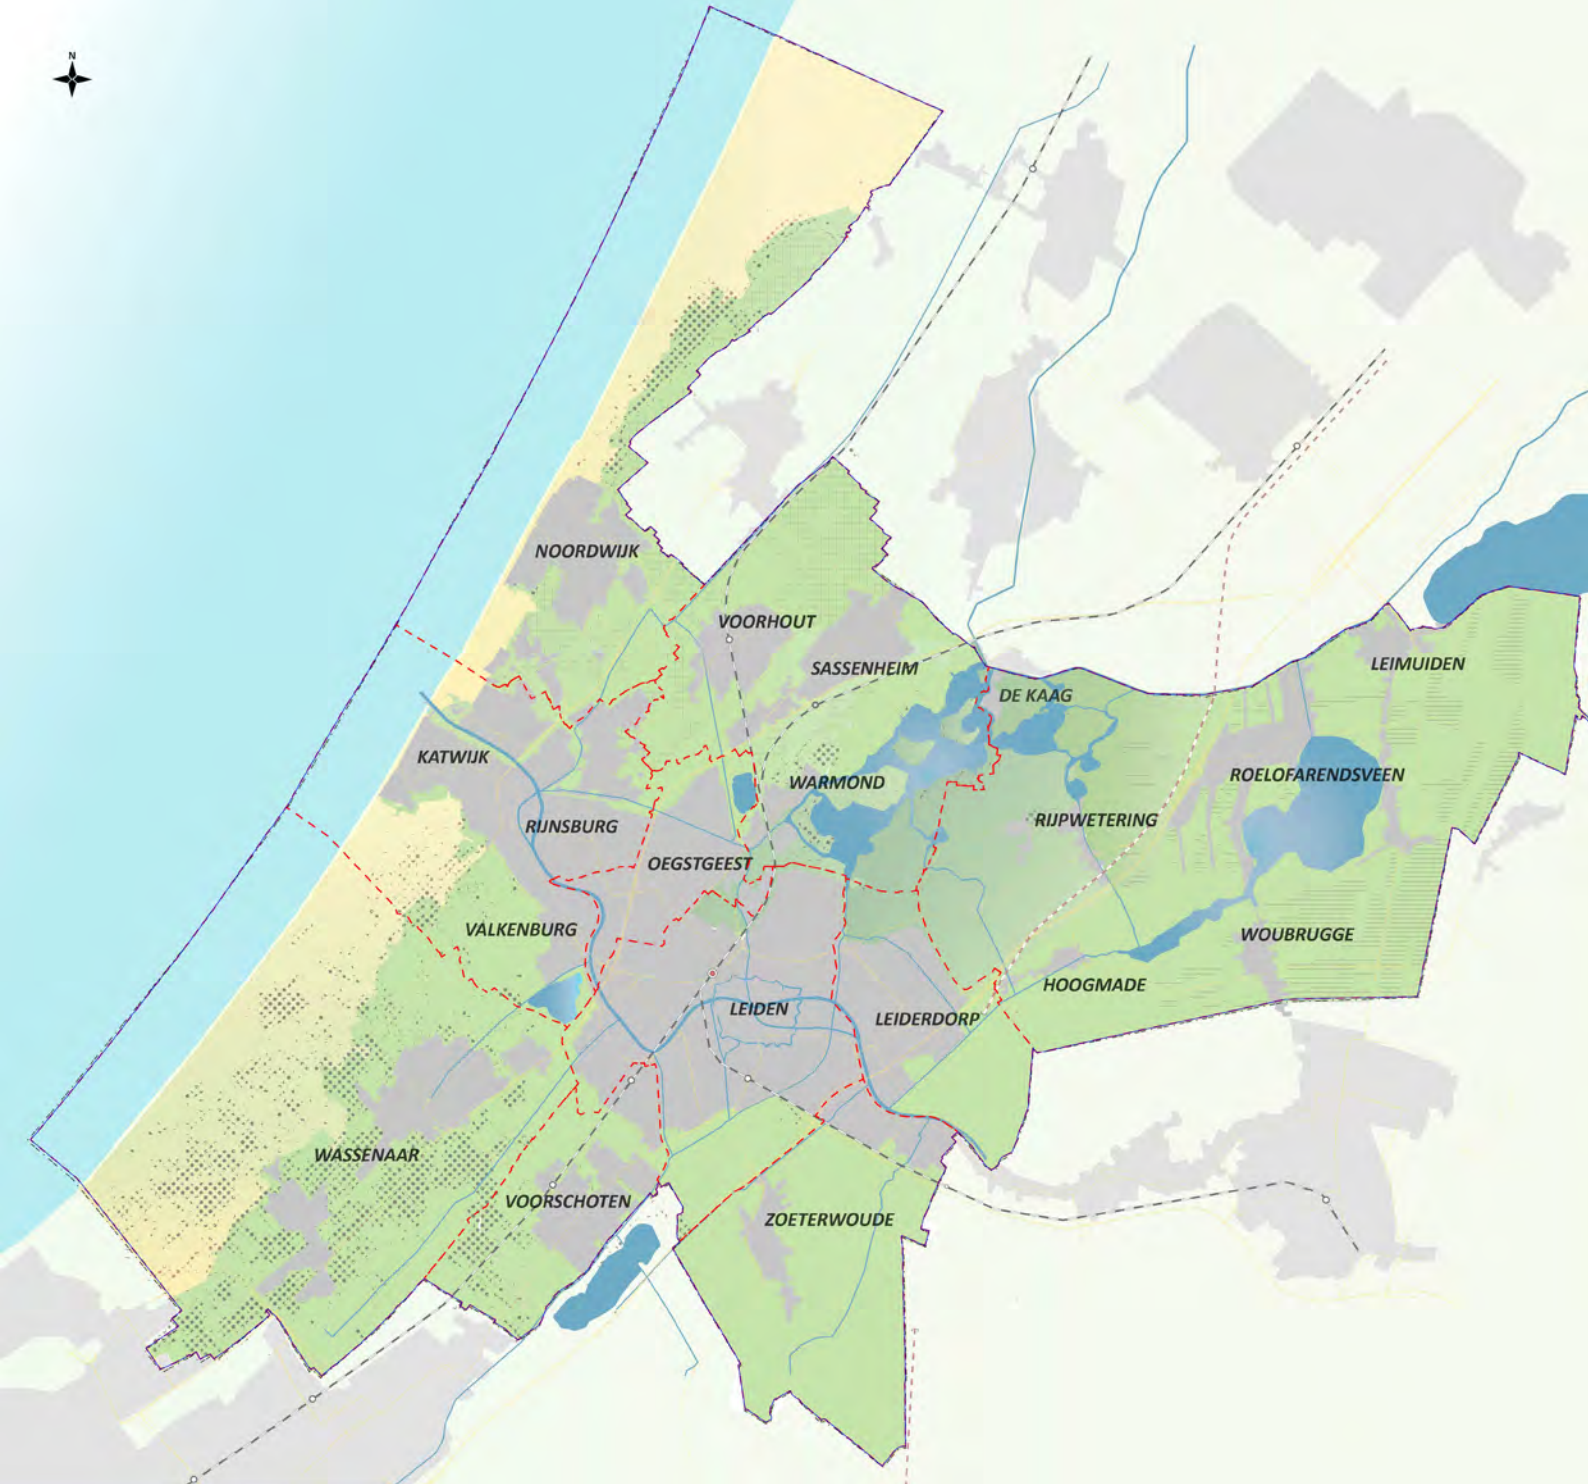 N
NOORDWIJK
VOORHOUT
SASSENHEIM
LEIMUIDEN
DE KAAG
KATWIJK
WARMOND
ROELOFARENDSVEEN
RIJNSBURG
RIJPWETERING
OEGSTGEEST
VALKENBURG
WOUBRUGGE
HOOGMADE
LEIDEN
LEIDERDORP
WASSENAAR
VOORSCHOTEN
ZOETERWOUDE